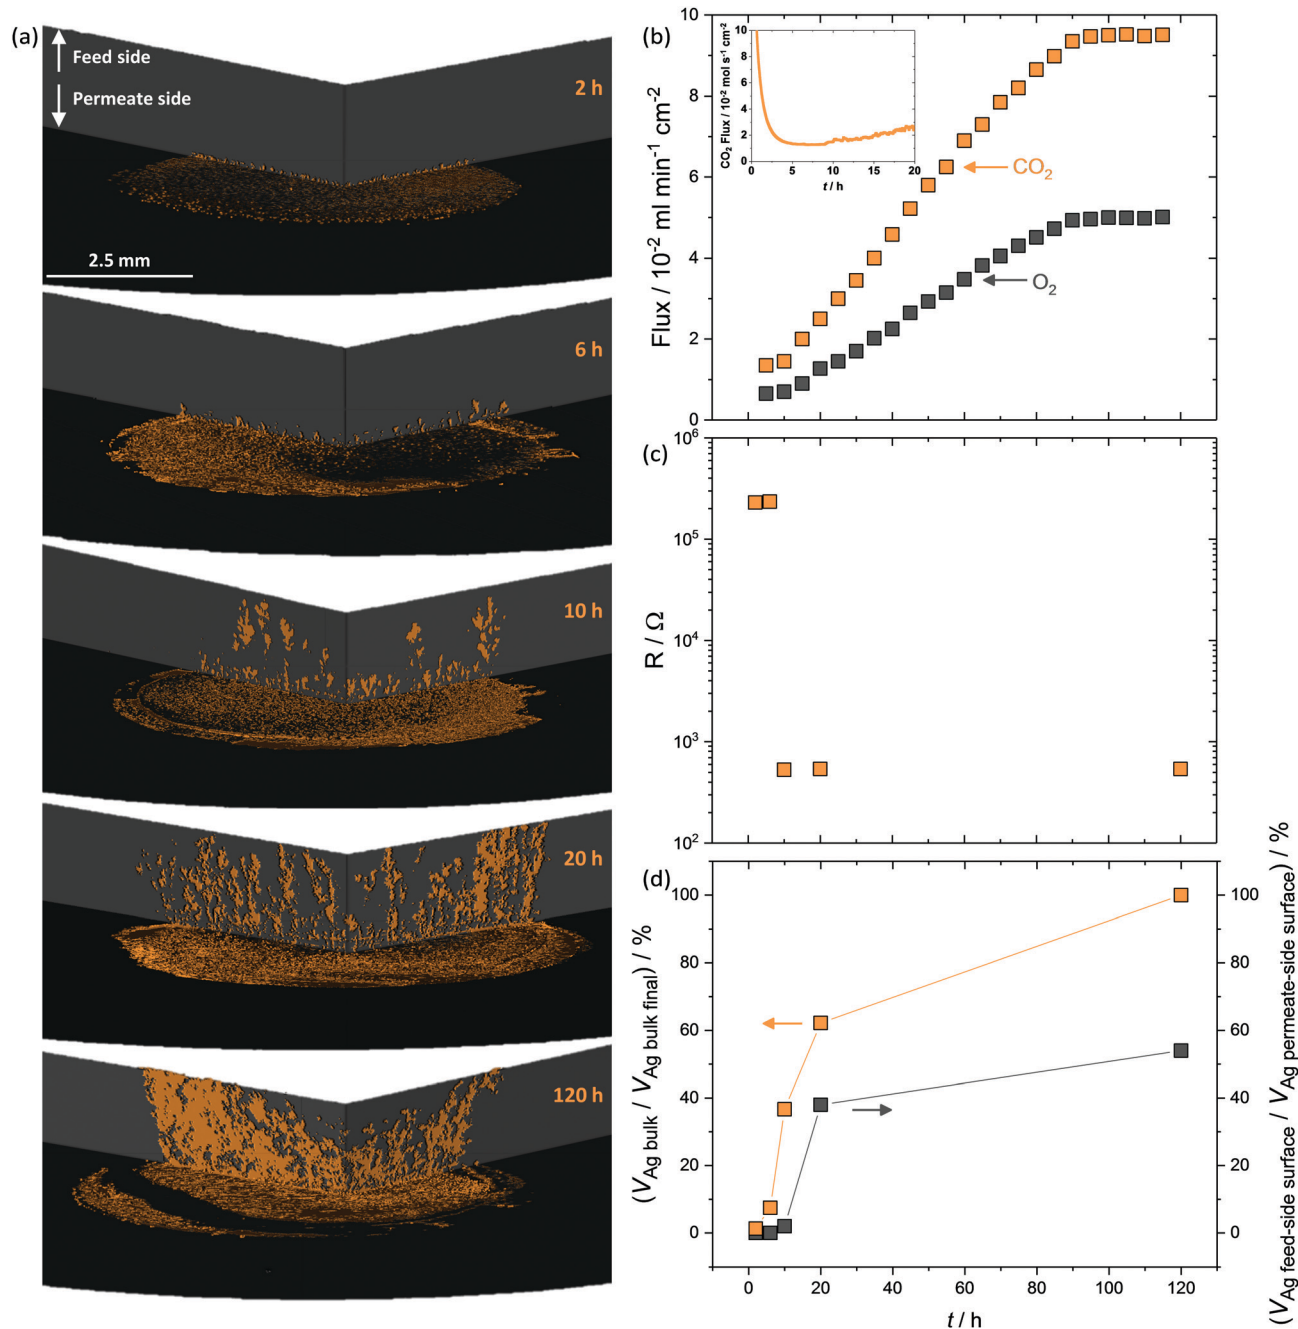 (a)
Feed side
Permeate side
2 h
2.5 mm
6 h
10 h
20 h
120 h
(b)
Flux / 10⁻² ml min⁻¹ cm⁻²
10
8
6
4
2
0
CO₂ Flux / 10⁻² mol s⁻¹ cm⁻²
10
8
6
4
2
0
0 5 10 15 20
t / h
CO₂
O₂
(c)
R / Ω
10⁶
10⁵
10⁴
10³
10²
(d)
(V Ag bulk / V Ag bulk final) / %
100
80
60
40
20
0
100
80
60
40
20
0
(V Ag feed-side surface / V Ag permeate-side surface) / %
0 20 40 60 80 100 120
t / h